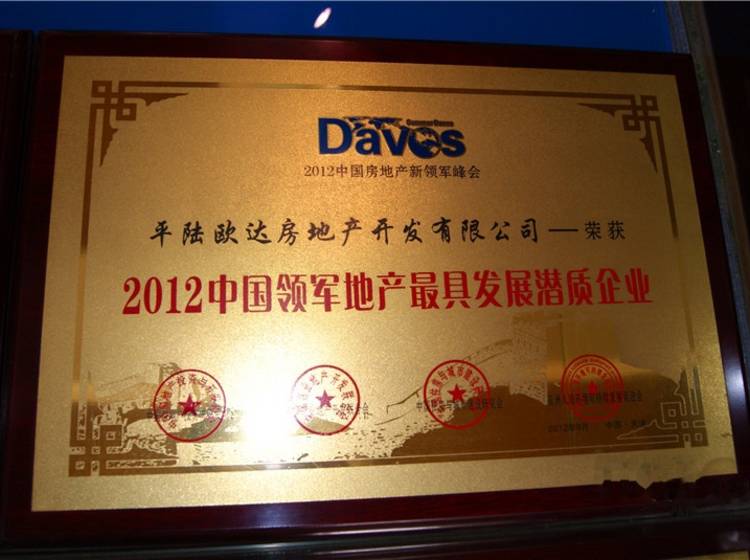 Davos
2012中国房地产新领军峰会
平陆欧达房地产开发有限公司——荣获
2012中国领军地产最具发展潜质企业